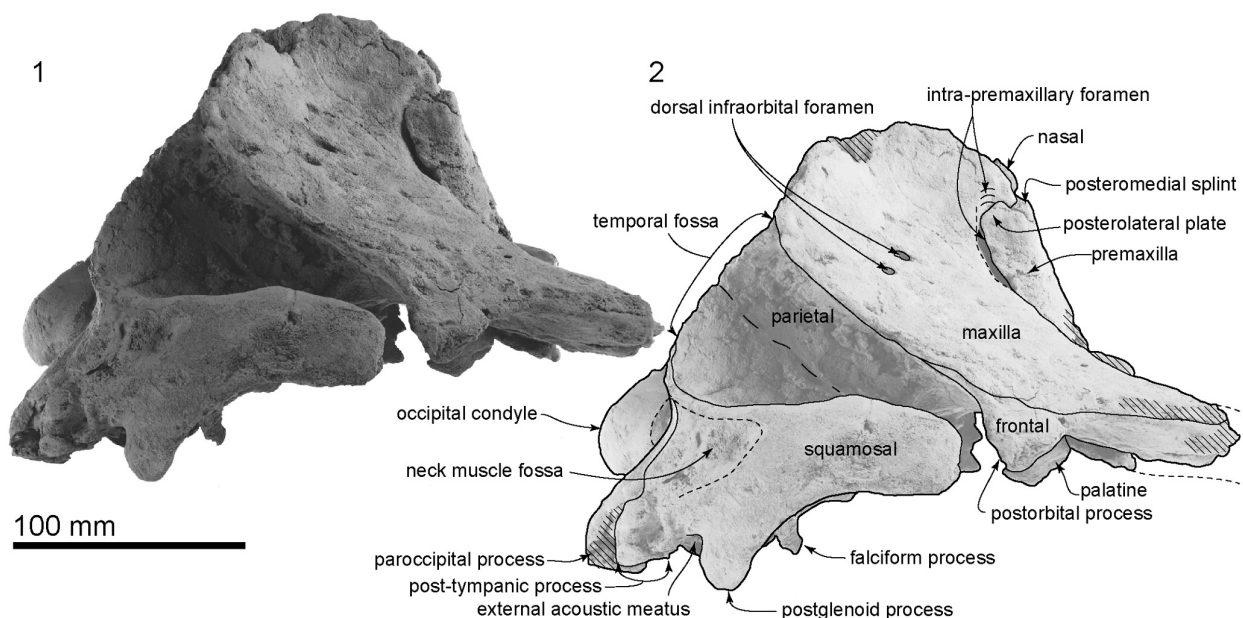 1
2
dorsal infraorbital foramen
intra-premaxillary foramen
nasal
posteromedial splint
temporal fossa
posterolateral plate
premaxilla
parietal
maxilla
occipital condyle
frontal
squamosal
neck muscle fossa
palatine
postorbital process
100 mm
paroccipital process
falciform process
post-tympanic process
external acoustic meatus
postglenoid process